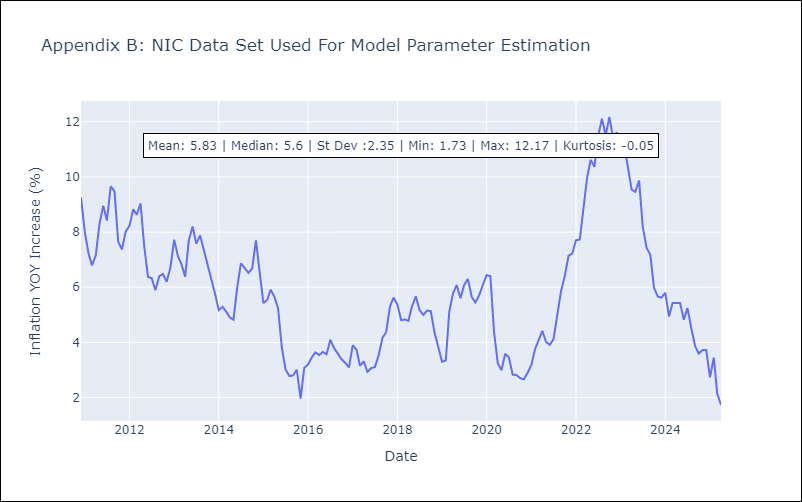 Appendix B: NIC Data Set Used For Model Parameter Estimation
12
Mean: 5.83 | Median: 5.6 | St Dev :2.35 | Min: 1.73 | Max: 12.17 | Kurtosis: -0.05
10
8
6
4
2
Inflation YOY Increase (%)
2012 2014 2016 2018 2020 2022 2024
Date